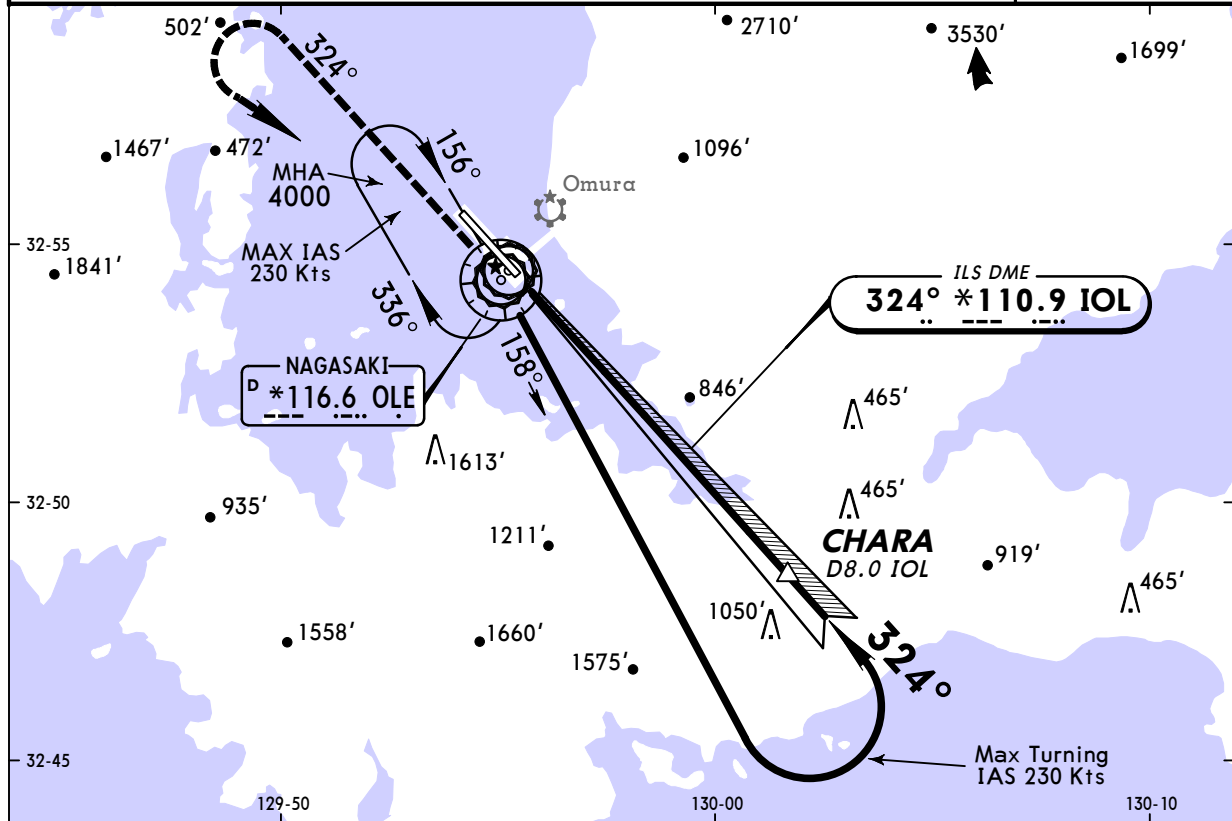 502'
2710'
3530'
1699'
324°
1467'
472'
156°
1096'
MHA
4000
Omura
MAX IAS
230 Kts
32-55
1841'
ILS DME
324° *110.9 IOL
336°
158°
NAGASAKI
D *116.6 OLE
846'
465'
1613'
465'
32-50
935'
1211'
CHARA
D8.0 IOL
919'
465'
1050'
1558'
1660'
1575'
324°
32-45
Max Turning
IAS 230 Kts
129-50
130-00
130-10